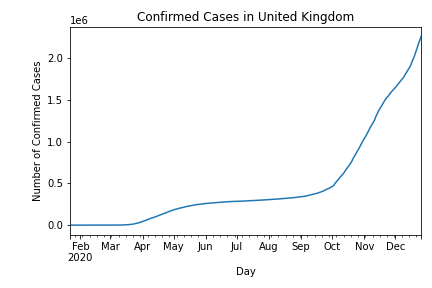 Confirmed Cases in United Kingdom
1e6
Number of Confirmed Cases
2.0
1.5
1.0
0.5
0.0
Feb Mar Apr May Jun Jul Aug Sep Oct Nov Dec
2020
Day